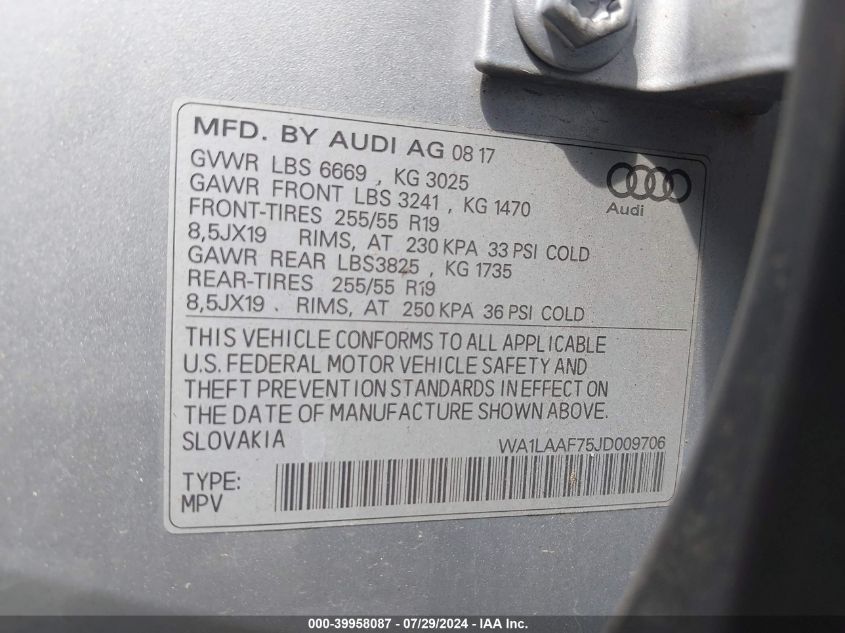 MFD. BY AUDI AG 08 17
GVWR LBS 6669 , KG 3025
GAWR FRONT LBS 3241 , KG 1470
FRONT-TIRES 255/55 R19
8,5JX19 RIMS, AT 230 KPA 33 PSI COLD
GAWR REAR LBS3825 , KG 1735
REAR-TIRES 255/55 R19
8,5JX19 . RIMS, AT 250 KPA 36 PSI COLD
Audi
THIS VEHICLE CONFORMS TO ALL APPLICABLE
U.S. FEDERAL MOTOR VEHICLE SAFETY AND
THEFT PREVENTION STANDARDS IN EFFECT ON
THE DATE OF MANUFACTURE SHOWN ABOVE.
SLOVAKIA WA1LAAF75JD009706
TYPE:
MPV
000-39958087 - 07/29/2024 - IAA Inc.